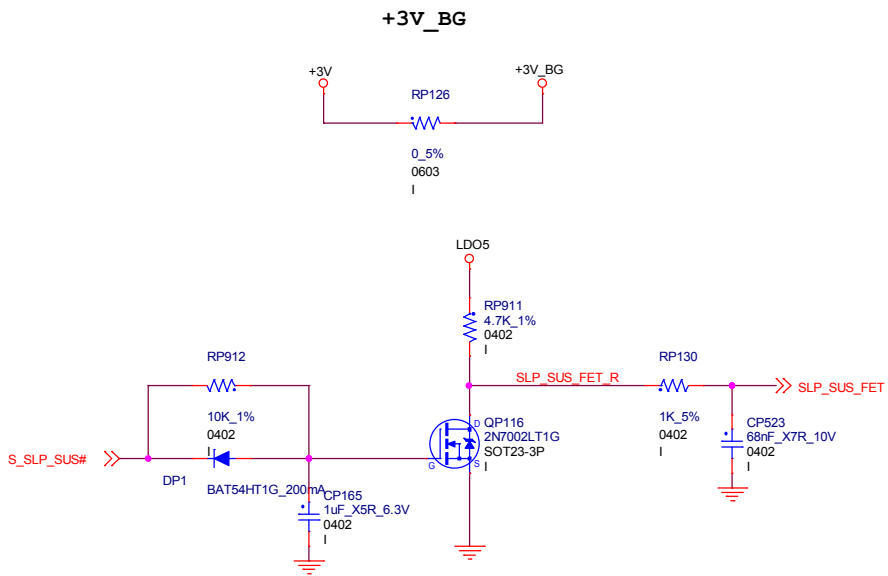 +3V_BG
+3V
+3V_BG
RP126
0_5%
0603
I
LDO5
RP911
4.7K_1%
0402
I
RP912
10K_1%
0402
I
S_SLP_SUS#
DP1
BAT54HT1G_200mA
CP165
1uF_X5R_6.3V
0402
I
G
D
S
QP116
2N7002LT1G
SOT23-3P
I
SLP_SUS_FET_R
RP130
1K_5%
0402
I
SLP_SUS_FET
CP523
68nF_X7R_10V
0402
I